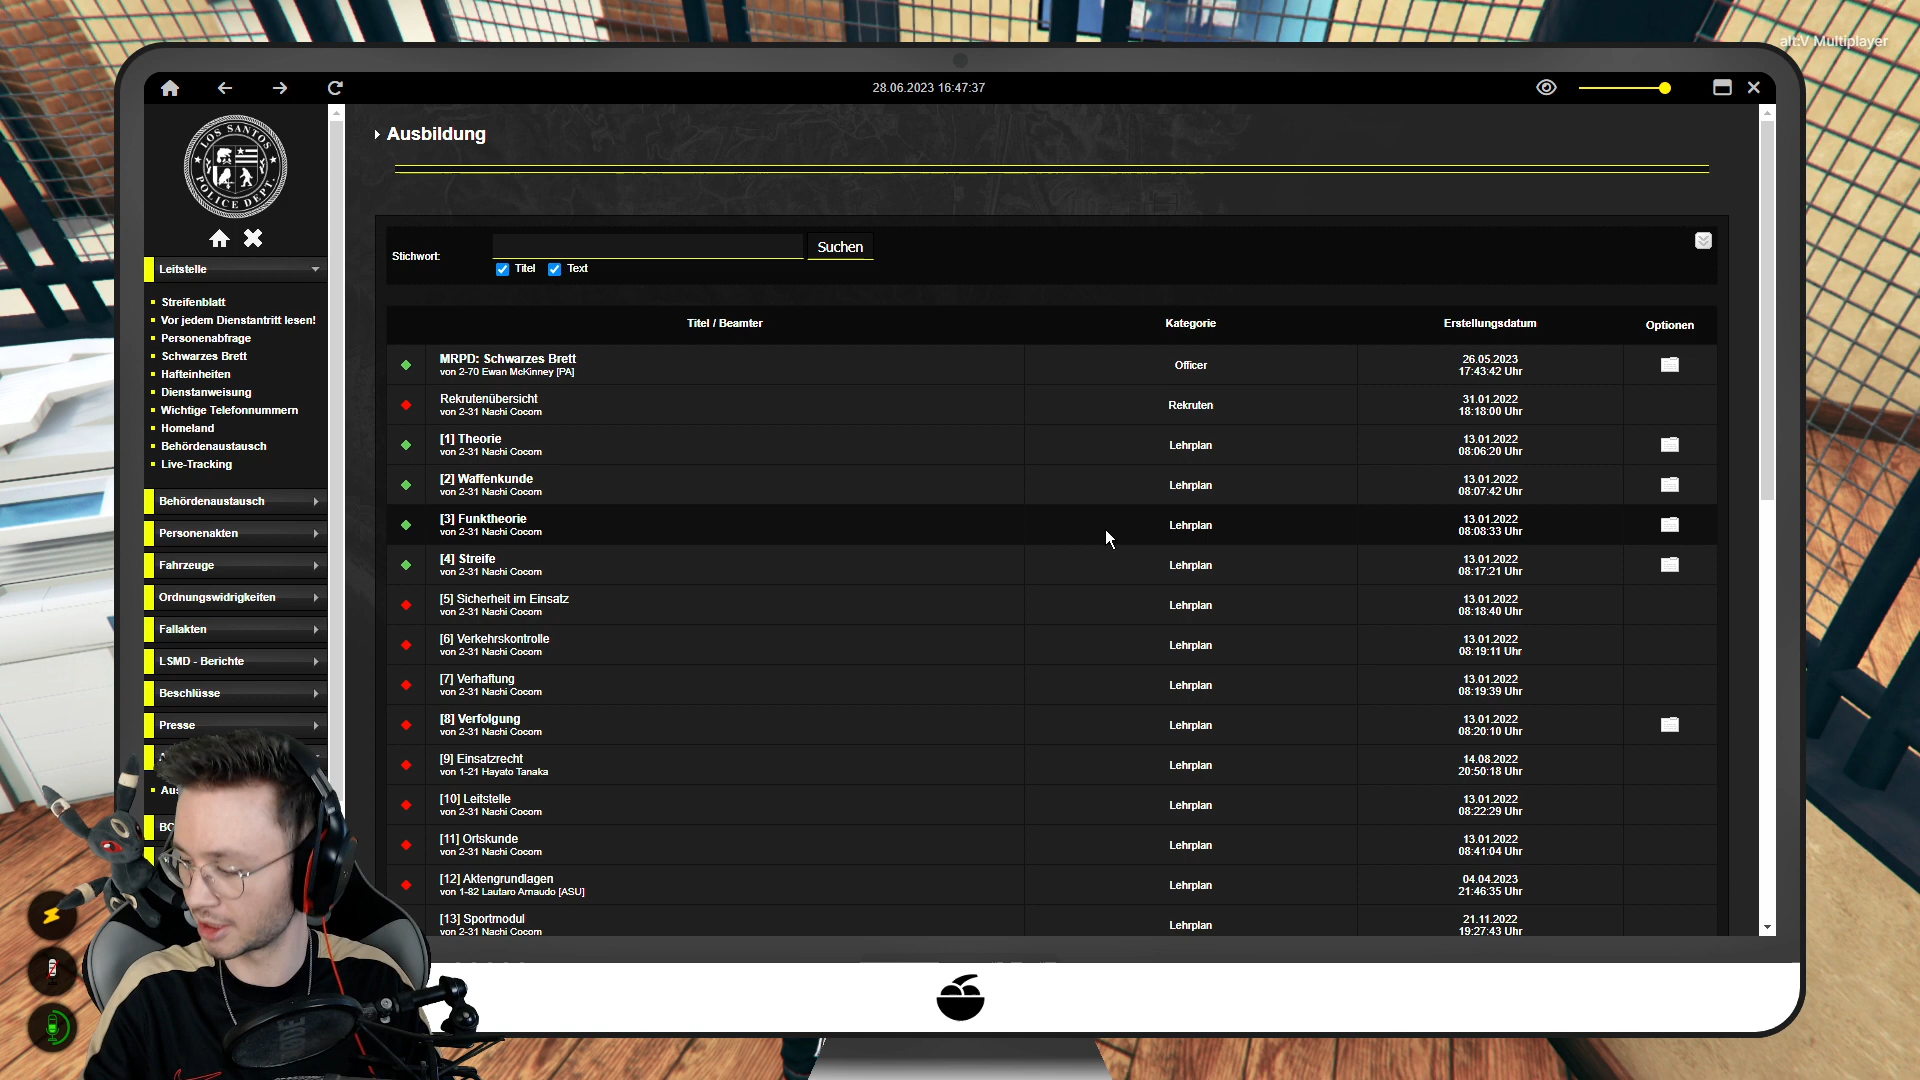 alt:V Multiplayer
28.06.2023 16:47:37
LOS SANTOS
POLICE DEPT.
Ausbildung
Stichwort:
Suchen
Titel
Text
Leitstelle
Streifenblatt
Vor jedem Dienstantritt lesen!
Personenabfrage
Schwarzes Brett
Hafteinheiten
Dienstanweisung
Wichtige Telefonnummern
Homeland
Behördenaustausch
Live-Tracking
Behördenaustausch
Personenakten
Fahrzeuge
Ordnungswidrigkeiten
Fallakten
LSMD - Berichte
Beschlüsse
Presse
Titel / Beamter Kategorie Erstellungsdatum Optionen
MRPD: Schwarzes Brett
von 2-70 Ewan McKinney [PA]
Officer
26.05.2023
17:43:42 Uhr
Rekrutenübersicht
von 2-31 Nachi Cocom
Rekruten
31.01.2022
18:18:00 Uhr
[1] Theorie
von 2-31 Nachi Cocom
Lehrplan
13.01.2022
08:06:20 Uhr
[2] Waffenkunde
von 2-31 Nachi Cocom
Lehrplan
13.01.2022
08:07:42 Uhr
[3] Funktheorie
von 2-31 Nachi Cocom
Lehrplan
13.01.2022
08:08:33 Uhr
[4] Streife
von 2-31 Nachi Cocom
Lehrplan
13.01.2022
08:17:21 Uhr
[5] Sicherheit im Einsatz
von 2-31 Nachi Cocom
Lehrplan
13.01.2022
08:18:40 Uhr
[6] Verkehrskontrolle
von 2-31 Nachi Cocom
Lehrplan
13.01.2022
08:19:11 Uhr
[7] Verhaftung
von 2-31 Nachi Cocom
Lehrplan
13.01.2022
08:19:39 Uhr
[8] Verfolgung
von 2-31 Nachi Cocom
Lehrplan
13.01.2022
08:20:10 Uhr
[9] Einsatzrecht
von 1-21 Hayato Tanaka
Lehrplan
14.08.2022
20:50:18 Uhr
[10] Leitstelle
von 2-31 Nachi Cocom
Lehrplan
13.01.2022
08:22:29 Uhr
[11] Ortskunde
von 2-31 Nachi Cocom
Lehrplan
13.01.2022
08:41:04 Uhr
[12] Aktengrundlagen
von 1-82 Lautaro Arnaudo [ASU]
Lehrplan
04.04.2023
21:46:35 Uhr
[13] Sportmodul
von 2-31 Nachi Cocom
Lehrplan
21.11.2022
19:27:43 Uhr